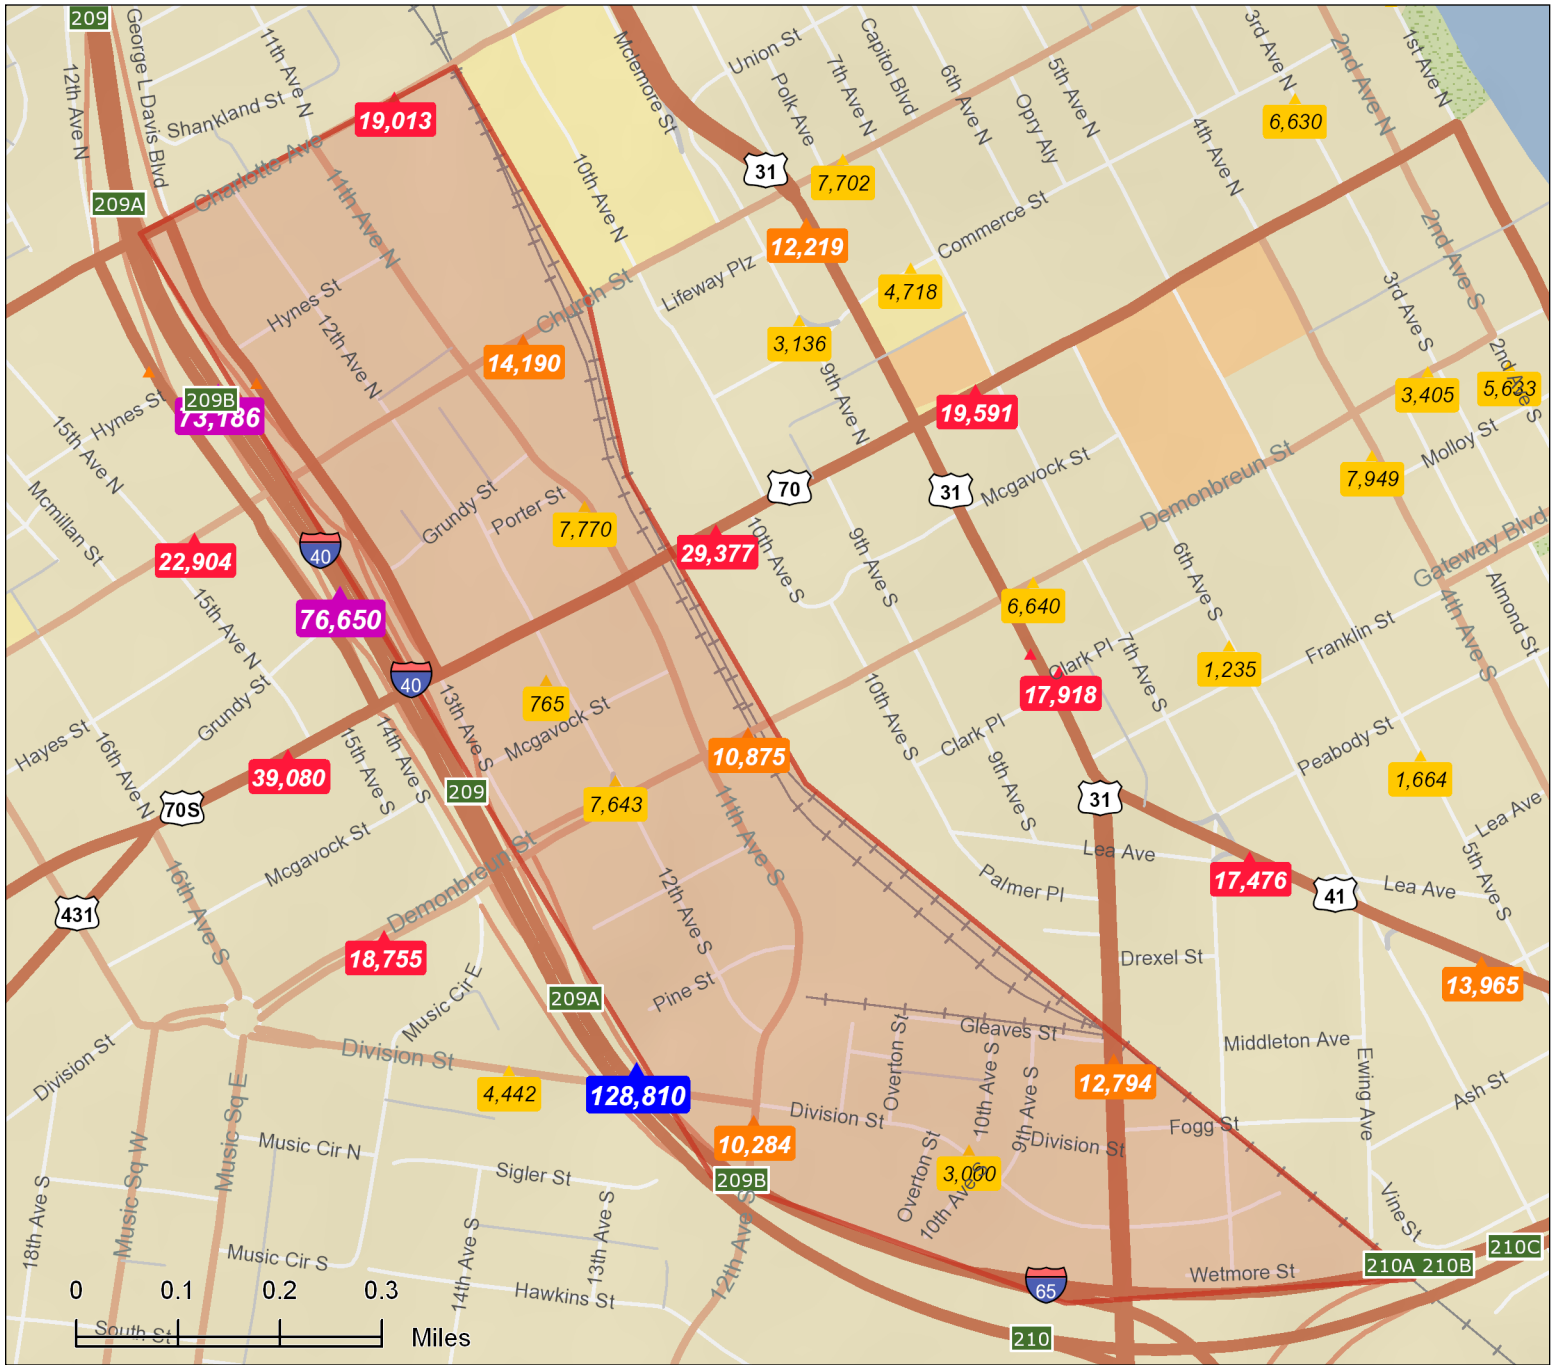 209
George L Davis Blvd
12th Ave N
11th Ave N
Shankland St
19,013
Charlotte Ave
209A
11th Ave N
Mclemore St
Union St
Polk Ave
7th Ave N
Capitol Blvd
6th Ave N
Opry Aly
5th Ave N
3rd Ave N
6,630
2nd Ave N
1st Ave N
4th Ave N
31
7,702
10th Ave N
12,219
Commerce St
2nd Ave S
Lifeway Plz
4,718
Hynes St
12th Ave N
Church St
14,190
3,136
3rd Ave S
2nd Ave S
209B
73,186
Hynes St
15th Ave N
9th Ave N
19,591
3,405
5,633
Molloy St
7,949
Mcmillan St
Grundy St
Porter St
7,770
70
31
Mcgavock St
Demonbreun St
Gateway Blvd
22,904
40
29,377
10th Ave S
9th Ave S
6th Ave S
Almond St
4th Ave S
76,650
15th Ave N
6,640
Franklin St
1,235
40
Clark Pl
7th Ave S
17,918
765
13th Ave S
Mcgavock St
Grundy St
Hayes St
16th Ave N
39,080
15th Ave S
14th Ave S
10th Ave S
Clark Pl
Peabody St
10,875
9th Ave S
1,664
70S
209
7,643
31
Lea Ave
Mcgavock St
11th Ave S
Lea Ave
Palmer Pl
17,476
41
Lea Ave
5th Ave S
431
16th Ave S
Demonbreun St
12th Ave S
18,755
Drexel St
13,965
Music Cir E
209A
Pine St
Division St
Division St
Gleaves St
Middleton Ave
4,442
128,810
Overton St
10th Ave S
9th Ave S
12,794
Ewing Ave
Ash St
Division St
Fogg St
10,284
Division St
Music Sq W
Music Sq E
Music Cir N
Sigler St
209B
3,000
Overton St
10th Ave S
Vine St
18th Ave S
Music Cir S
14th Ave S
13th Ave S
12th Ave S
Hawkins St
65
Wetmore St
210A 210B
210C
0 0.1 0.2 0.3
Miles
South St
210